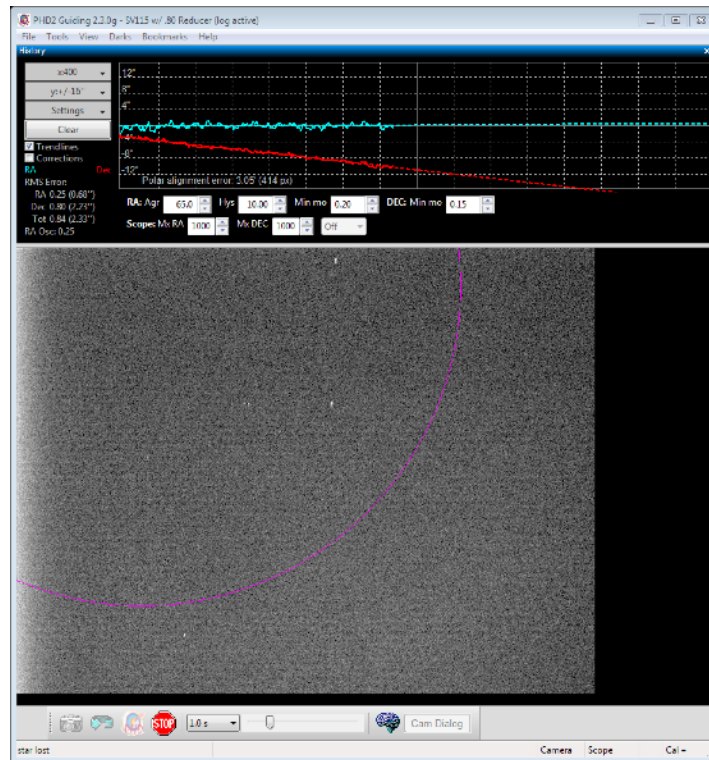 PHD2 Guiding 2.3.0g - SV115 w/ .80 Reducer (log active)
File Tools View Darks Bookmarks Help
History
x:400
y:+/-16"
Settings
Clear
Trendlines
Corrections
RA Dec
RMS Error:
RA 0.25 (0.68")
Dec 0.80 (2.23")
Tot 0.84 (2.33")
RA Osc: 0.25
12"
8"
4"
-4"
-8"
-12"
Polar alignment error: 3.05' (414 px)
RA: Agr 65.0 Hys 10.00 Min mo 0.20 DEC: Min mo 0.15
Scope: Mx RA 1000 Mx DEC 1000 Off
STOP 1.0 s Cam Dialog
star lost Camera Scope Cal